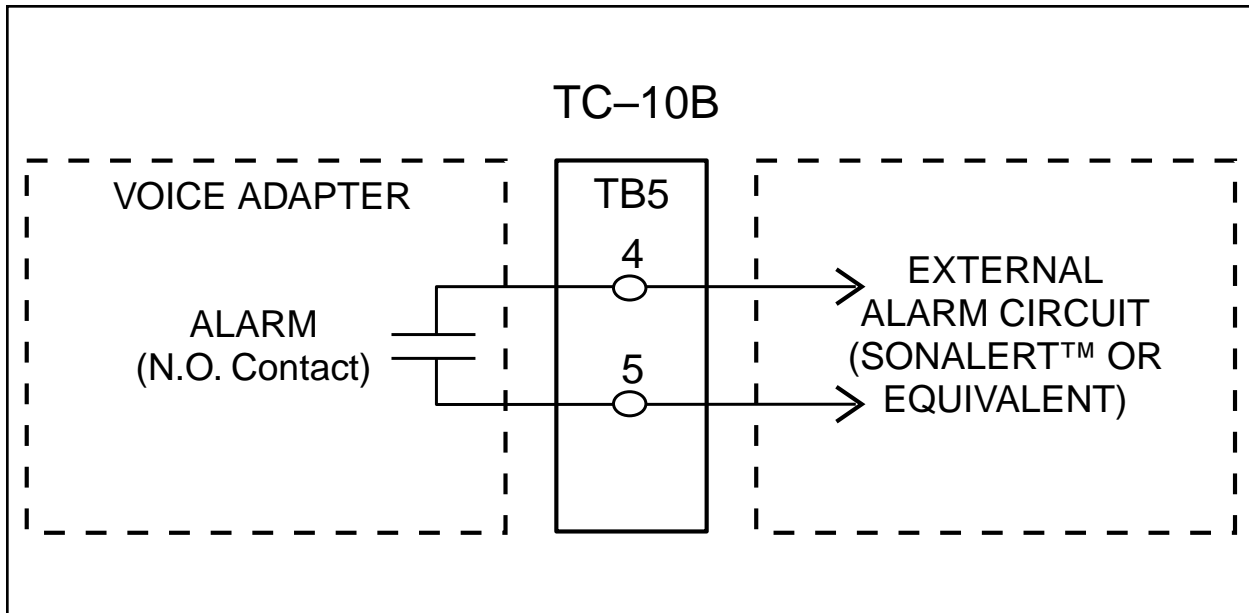 TC–10B
VOICE ADAPTER
ALARM
(N.O. Contact)
TB5
4
5
EXTERNAL
ALARM CIRCUIT
(SONALERT™ OR
EQUIVALENT)